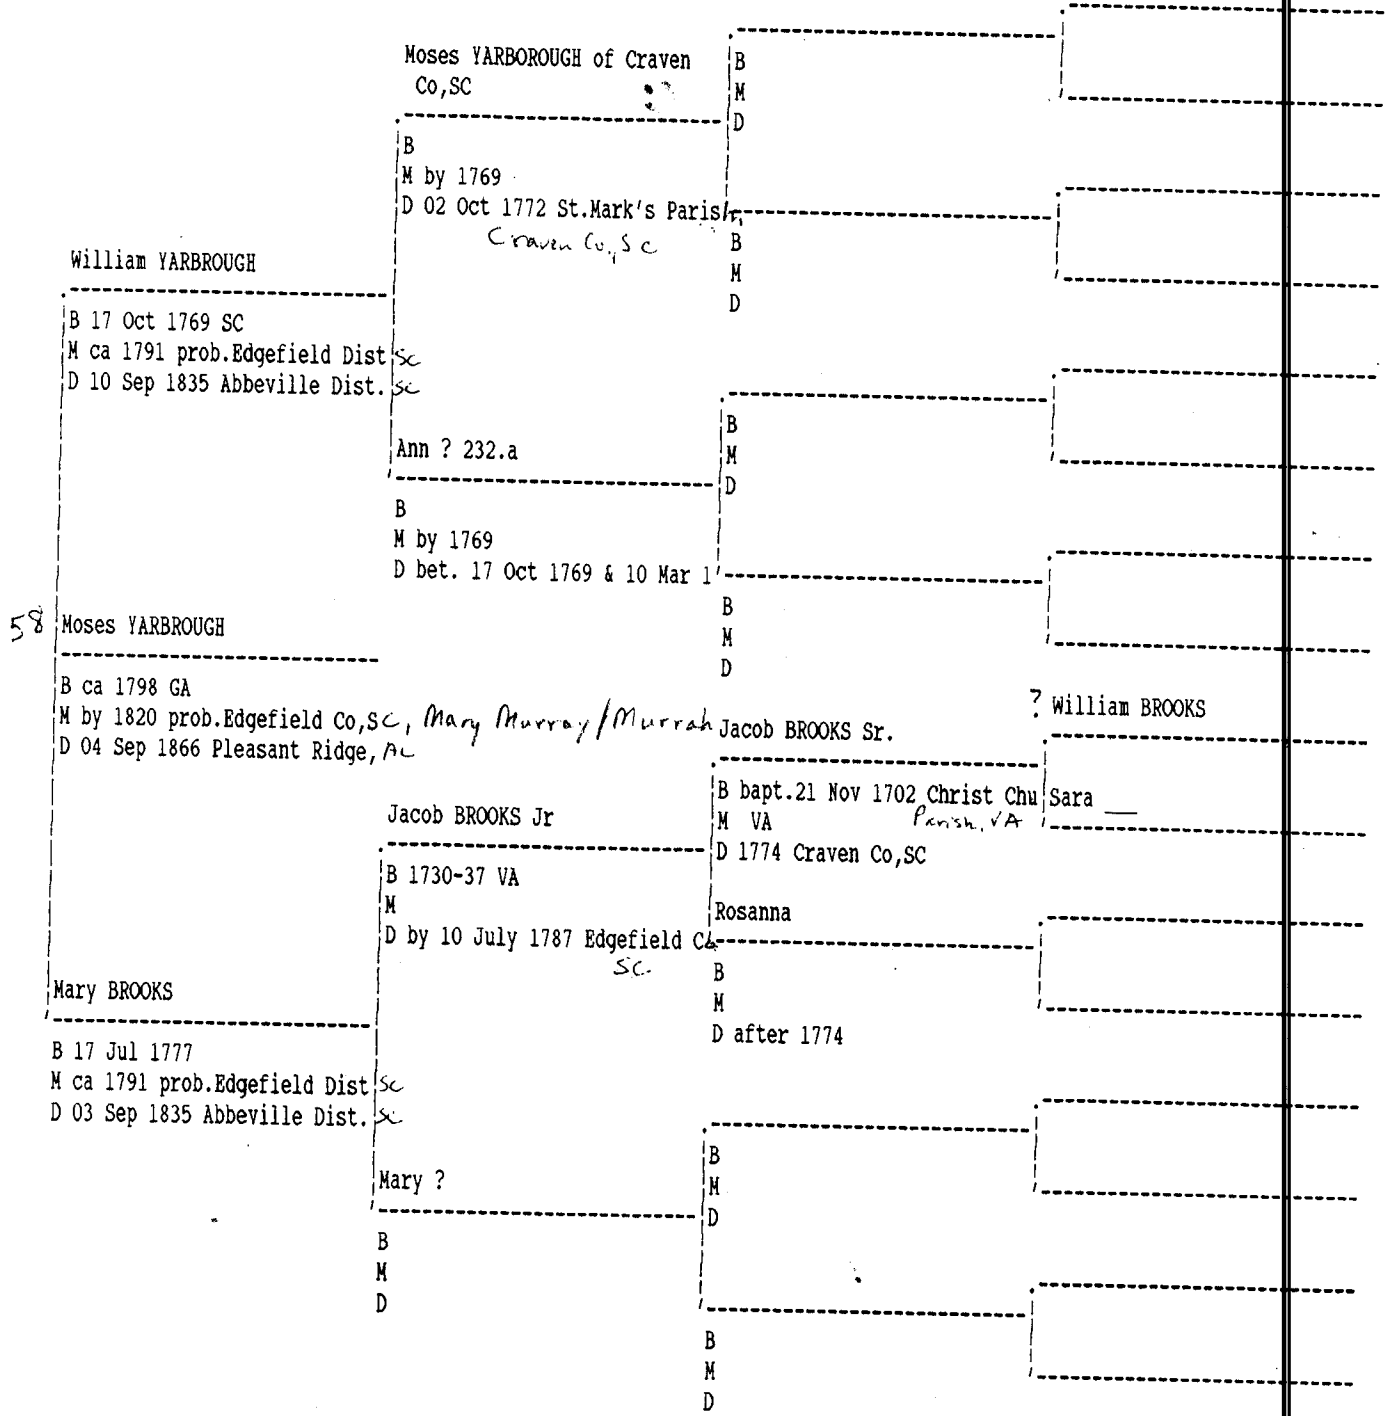 Moses YARBOROUGH of Craven
Co,SC
B
M
D
B
M by 1769
D 02 Oct 1772 St.Mark's Parish,
Craven Co., SC
B
M
D
William YARBROUGH
B 17 Oct 1769 SC
M ca 1791 prob.Edgefield Dist SC
D 10 Sep 1835 Abbeville Dist. SC
B
M
D
Ann ? 232.a
B
M by 1769
D bet. 17 Oct 1769 & 10 Mar 1
B
M
D
58 Moses YARBROUGH
B ca 1798 GA
M by 1820 prob.Edgefield Co,SC, Mary Murray/Murrah
D 04 Sep 1866 Pleasant Ridge, AL
? William BROOKS
Jacob BROOKS Sr.
B bapt.21 Nov 1702 Christ Chu
Parish, VA
M VA
D 1774 Craven Co,SC
Sara __
Jacob BROOKS Jr
B 1730-37 VA
M
D by 10 July 1787 Edgefield Co
SC
Rosanna
B
M
D after 1774
Mary BROOKS
B 17 Jul 1777
M ca 1791 prob.Edgefield Dist SC
D 03 Sep 1835 Abbeville Dist. SC
B
M
D
Mary ?
B
M
D
B
M
D